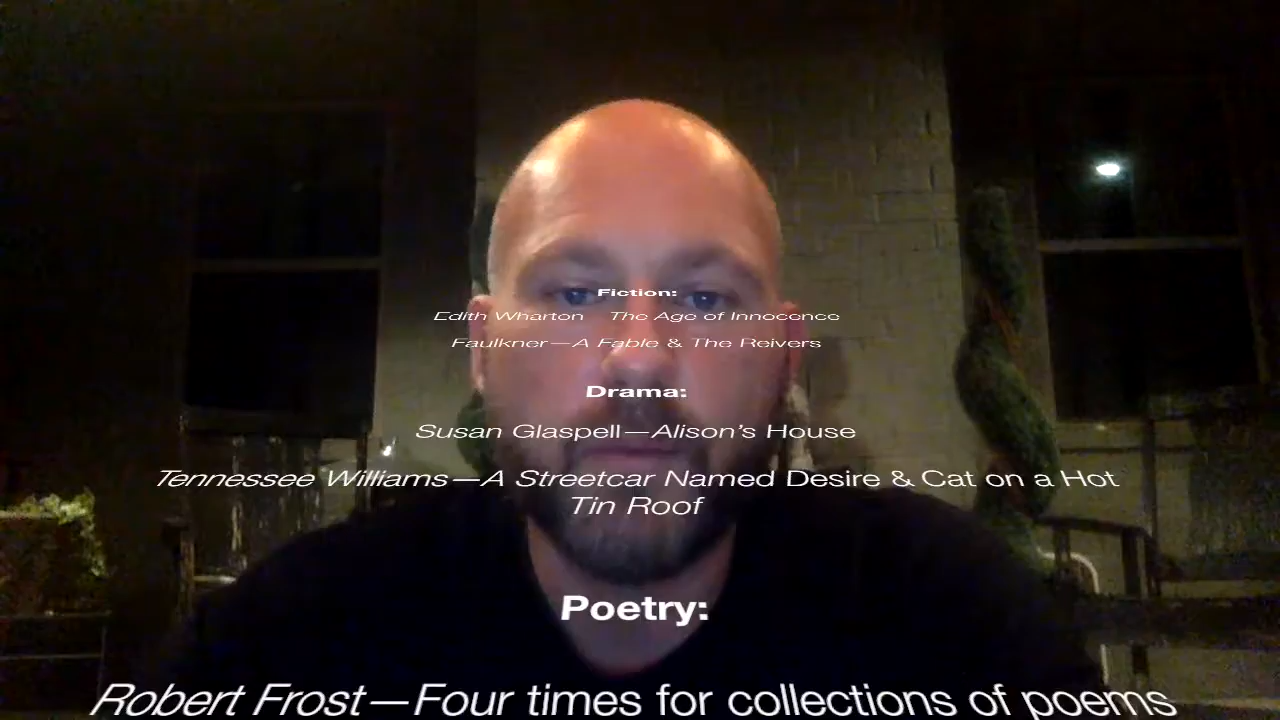 Fiction:
Edith Wharton The Age of Innocence
Faulkner—A Fable & The Reivers
Drama:
Susan Glaspell—Alison's House
Tennessee Williams—A Streetcar Named Desire & Cat on a Hot
Tin Roof
Poetry:
Robert Frost—Four times for collections of poems